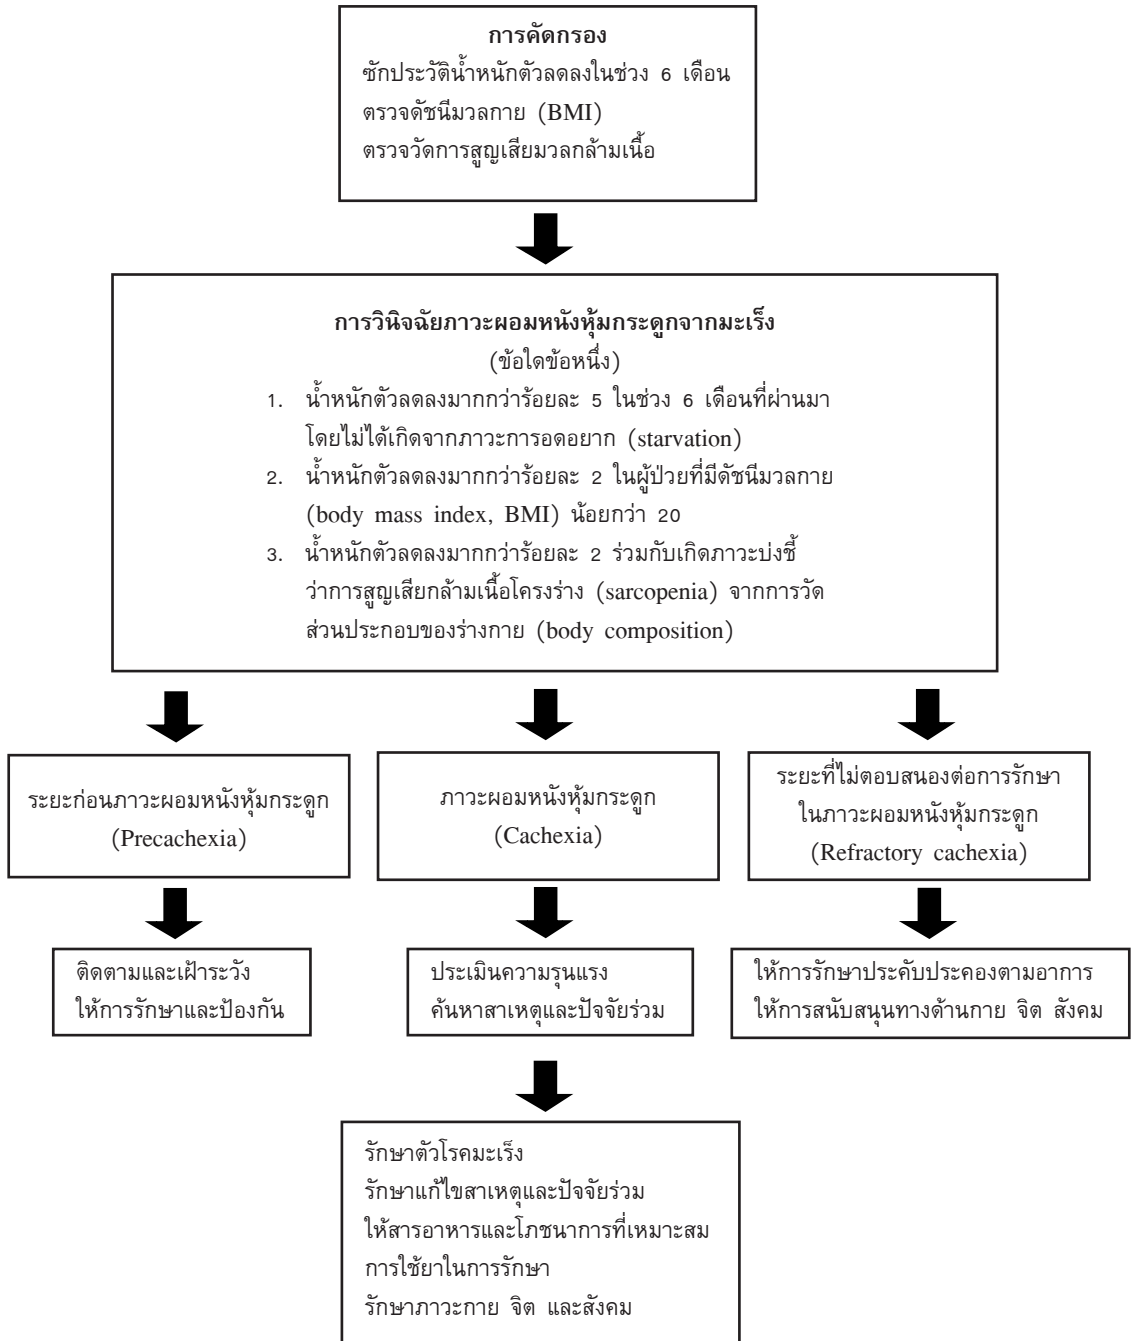 การคัดกรอง
ซักประวัติน้ำหนักตัวลดลงในช่วง 6 เดือน
ตรวจดัชนีมวลกาย (BMI)
ตรวจวัดการสูญเสียมวลกล้ามเนื้อ
การวินิจฉัยภาวะผอมหนังหุ้มกระดูกจากมะเร็ง
(ข้อใดข้อหนึ่ง)
1. น้ำหนักตัวลดลงมากกว่าร้อยละ 5 ในช่วง 6 เดือนที่ผ่านมา
โดยไม่ได้เกิดจากภาวะการอดอยาก (starvation)
2. น้ำหนักตัวลดลงมากกว่าร้อยละ 2 ในผู้ป่วยที่มีดัชนีมวลกาย
(body mass index, BMI) น้อยกว่า 20
3. น้ำหนักตัวลดลงมากกว่าร้อยละ 2 ร่วมกับเกิดภาวะบ่งชี้
ว่าการสูญเสียกล้ามเนื้อโครงร่าง (sarcopenia) จากการวัด
ส่วนประกอบของร่างกาย (body composition)
ระยะก่อนภาวะผอมหนังหุ้มกระดูก
(Precachexia)
ภาวะผอมหนังหุ้มกระดูก
(Cachexia)
ระยะที่ไม่ตอบสนองต่อการรักษา
ในภาวะผอมหนังหุ้มกระดูก
(Refractory cachexia)
ติดตามและเฝ้าระวัง
ให้การรักษาและป้องกัน
ประเมินความรุนแรง
ค้นหาสาเหตุและปัจจัยร่วม
ให้การรักษาประคับประคองตามอาการ
ให้การสนับสนุนทางด้านกาย จิต สังคม
รักษาตัวโรคมะเร็ง
รักษาแก้ไขสาเหตุและปัจจัยร่วม
ให้สารอาหารและโภชนาการที่เหมาะสม
การใช้ยาในการรักษา
รักษาภาวะกาย จิต และสังคม